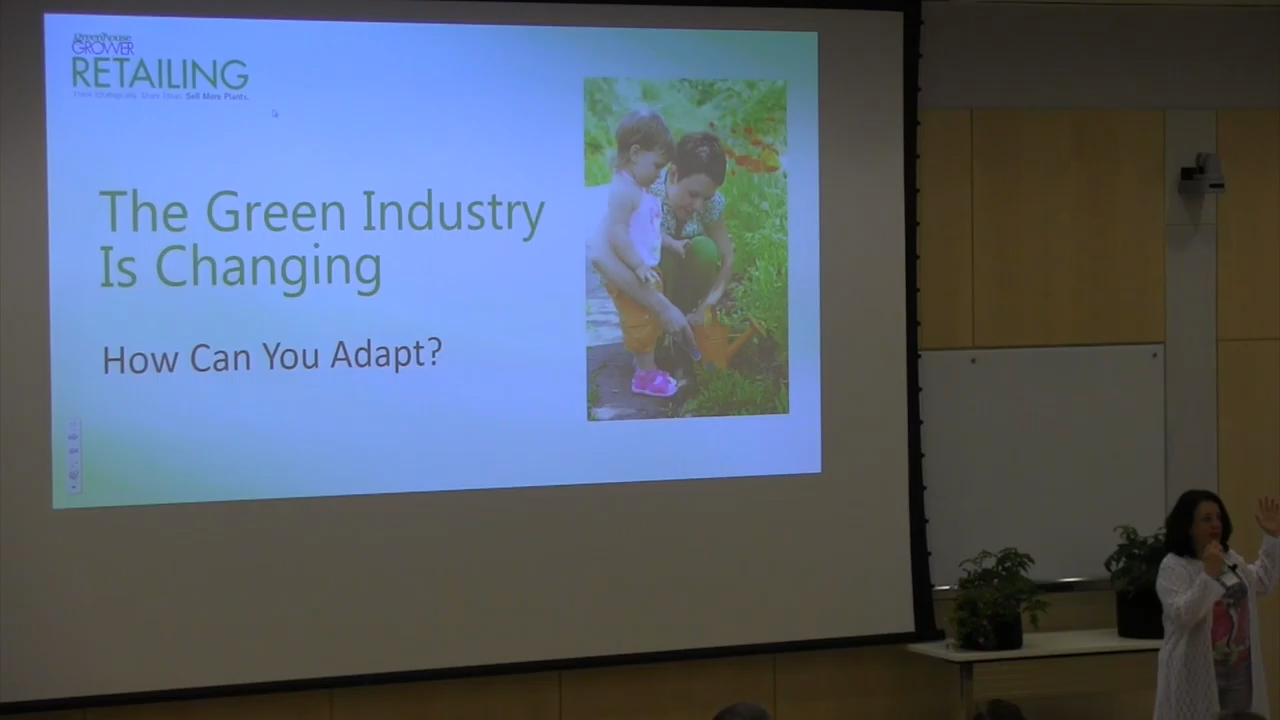 Greenhouse
GROWER
RETAILING
Think Strategically. Share Ideas. Sell More Plants.
The Green Industry
Is Changing
How Can You Adapt?